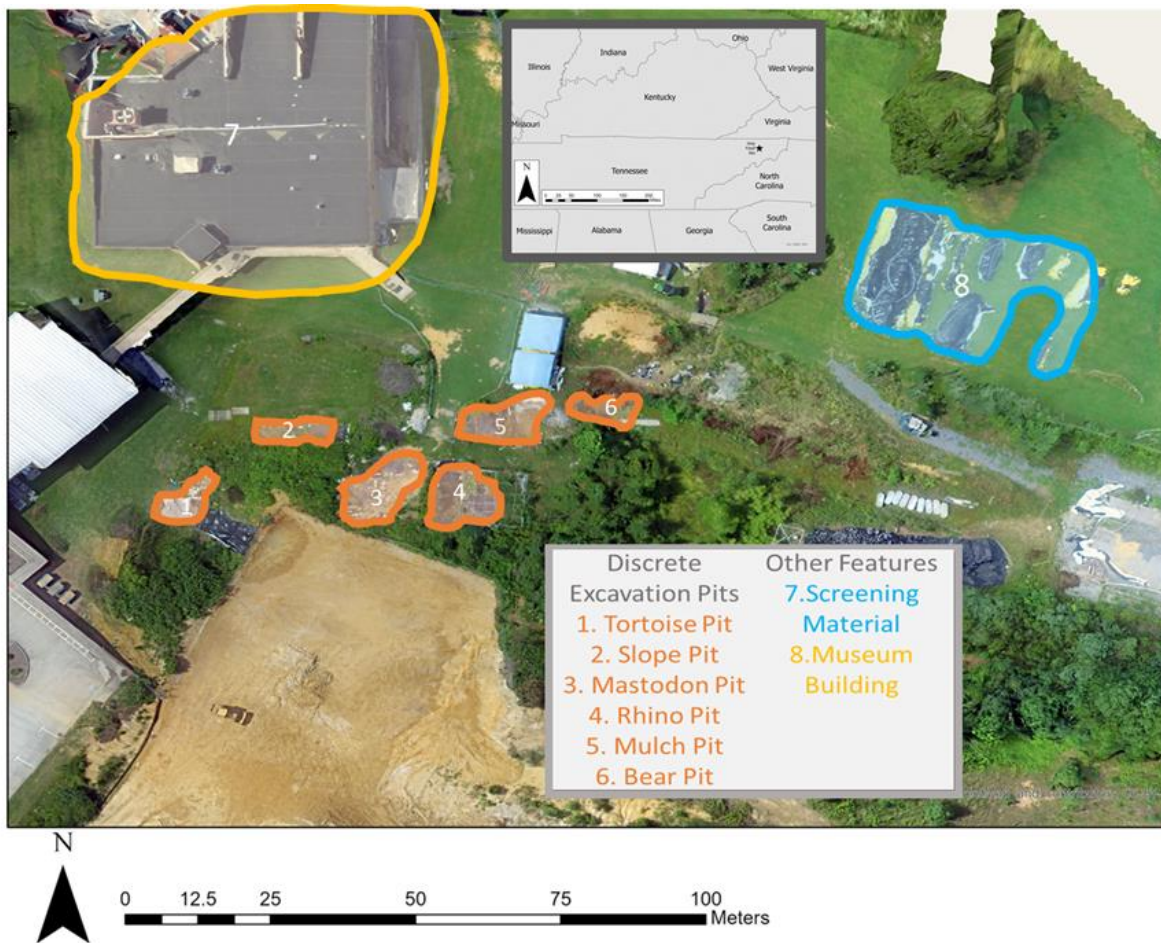 Ohio
Indiana
Illinois
West Virginia
Kentucky
Missouri
Virginia
Tennessee
North
Carolina
South
Carolina
Mississippi
Alabama
Georgia
N
7
8
6
5
2
3
4
1
Discrete
Excavation Pits
1. Tortoise Pit
2. Slope Pit
3. Mastodon Pit
4. Rhino Pit
5. Mulch Pit
6. Bear Pit
Other Features
7.Screening
Material
8.Museum
Building
N
0 12.5 25 50 75 100
Meters